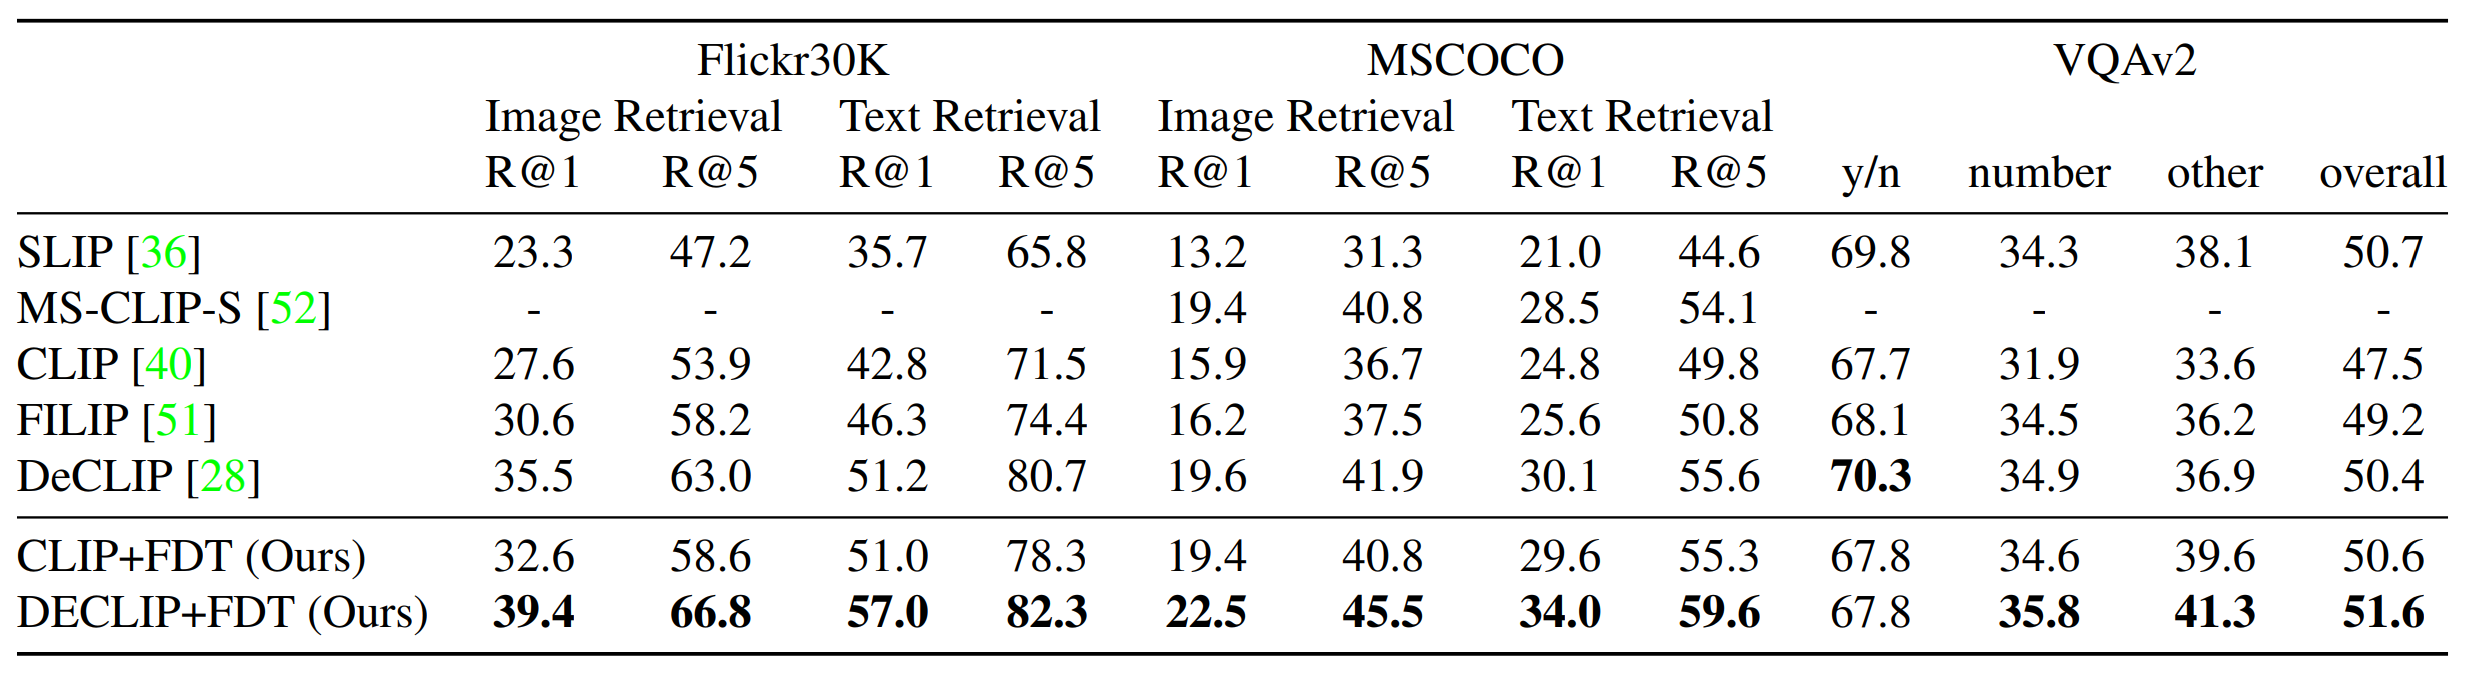 Flickr30K MSCOCO VQAv2
Image Retrieval Text Retrieval Image Retrieval Text Retrieval
R@1 R@5 R@1 R@5 R@1 R@5 R@1 R@5 y/n number other overall
SLIP [36] 23.3 47.2 35.7 65.8 13.2 31.3 21.0 44.6 69.8 34.3 38.1 50.7
MS-CLIP-S [52] - - - - 19.4 40.8 28.5 54.1 - - - -
CLIP [40] 27.6 53.9 42.8 71.5 15.9 36.7 24.8 49.8 67.7 31.9 33.6 47.5
FILIP [51] 30.6 58.2 46.3 74.4 16.2 37.5 25.6 50.8 68.1 34.5 36.2 49.2
DeCLIP [28] 35.5 63.0 51.2 80.7 19.6 41.9 30.1 55.6 70.3 34.9 36.9 50.4
CLIP+FDT (Ours) 32.6 58.6 51.0 78.3 19.4 40.8 29.6 55.3 67.8 34.6 39.6 50.6
DECLIP+FDT (Ours) 39.4 66.8 57.0 82.3 22.5 45.5 34.0 59.6 67.8 35.8 41.3 51.6